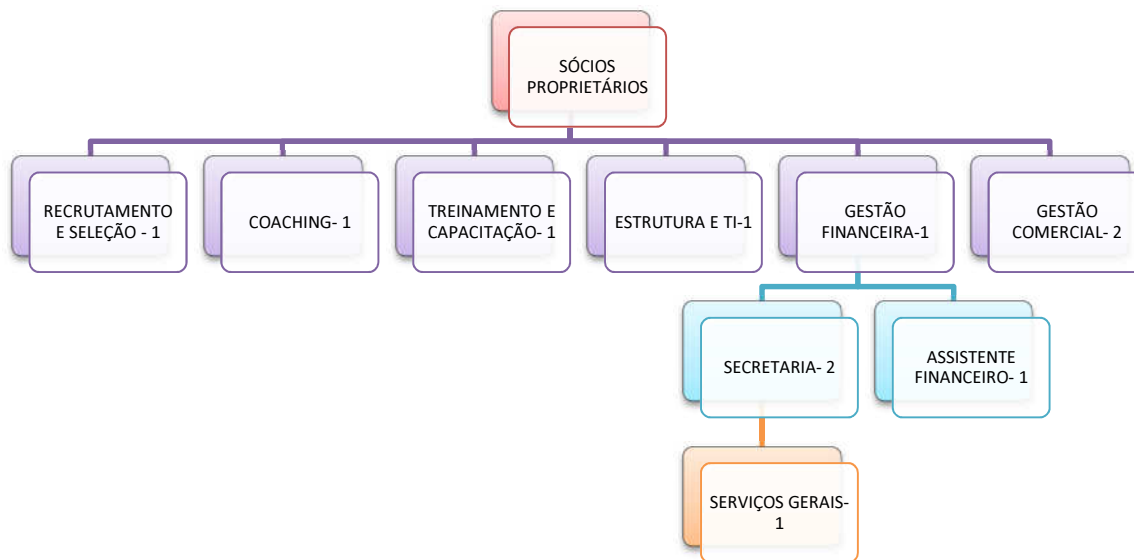 SÓCIOS
PROPRIETÁRIOS
RECRUTAMENTO
E SELEÇÃO - 1
COACHING- 1
TREINAMENTO E
CAPACITAÇÃO- 1
ESTRUTURA E TI-1
GESTÃO
FINANCEIRA-1
GESTÃO
COMERCIAL- 2
SECRETARIA- 2
ASSISTENTE
FINANCEIRO- 1
SERVIÇOS GERAIS-
1